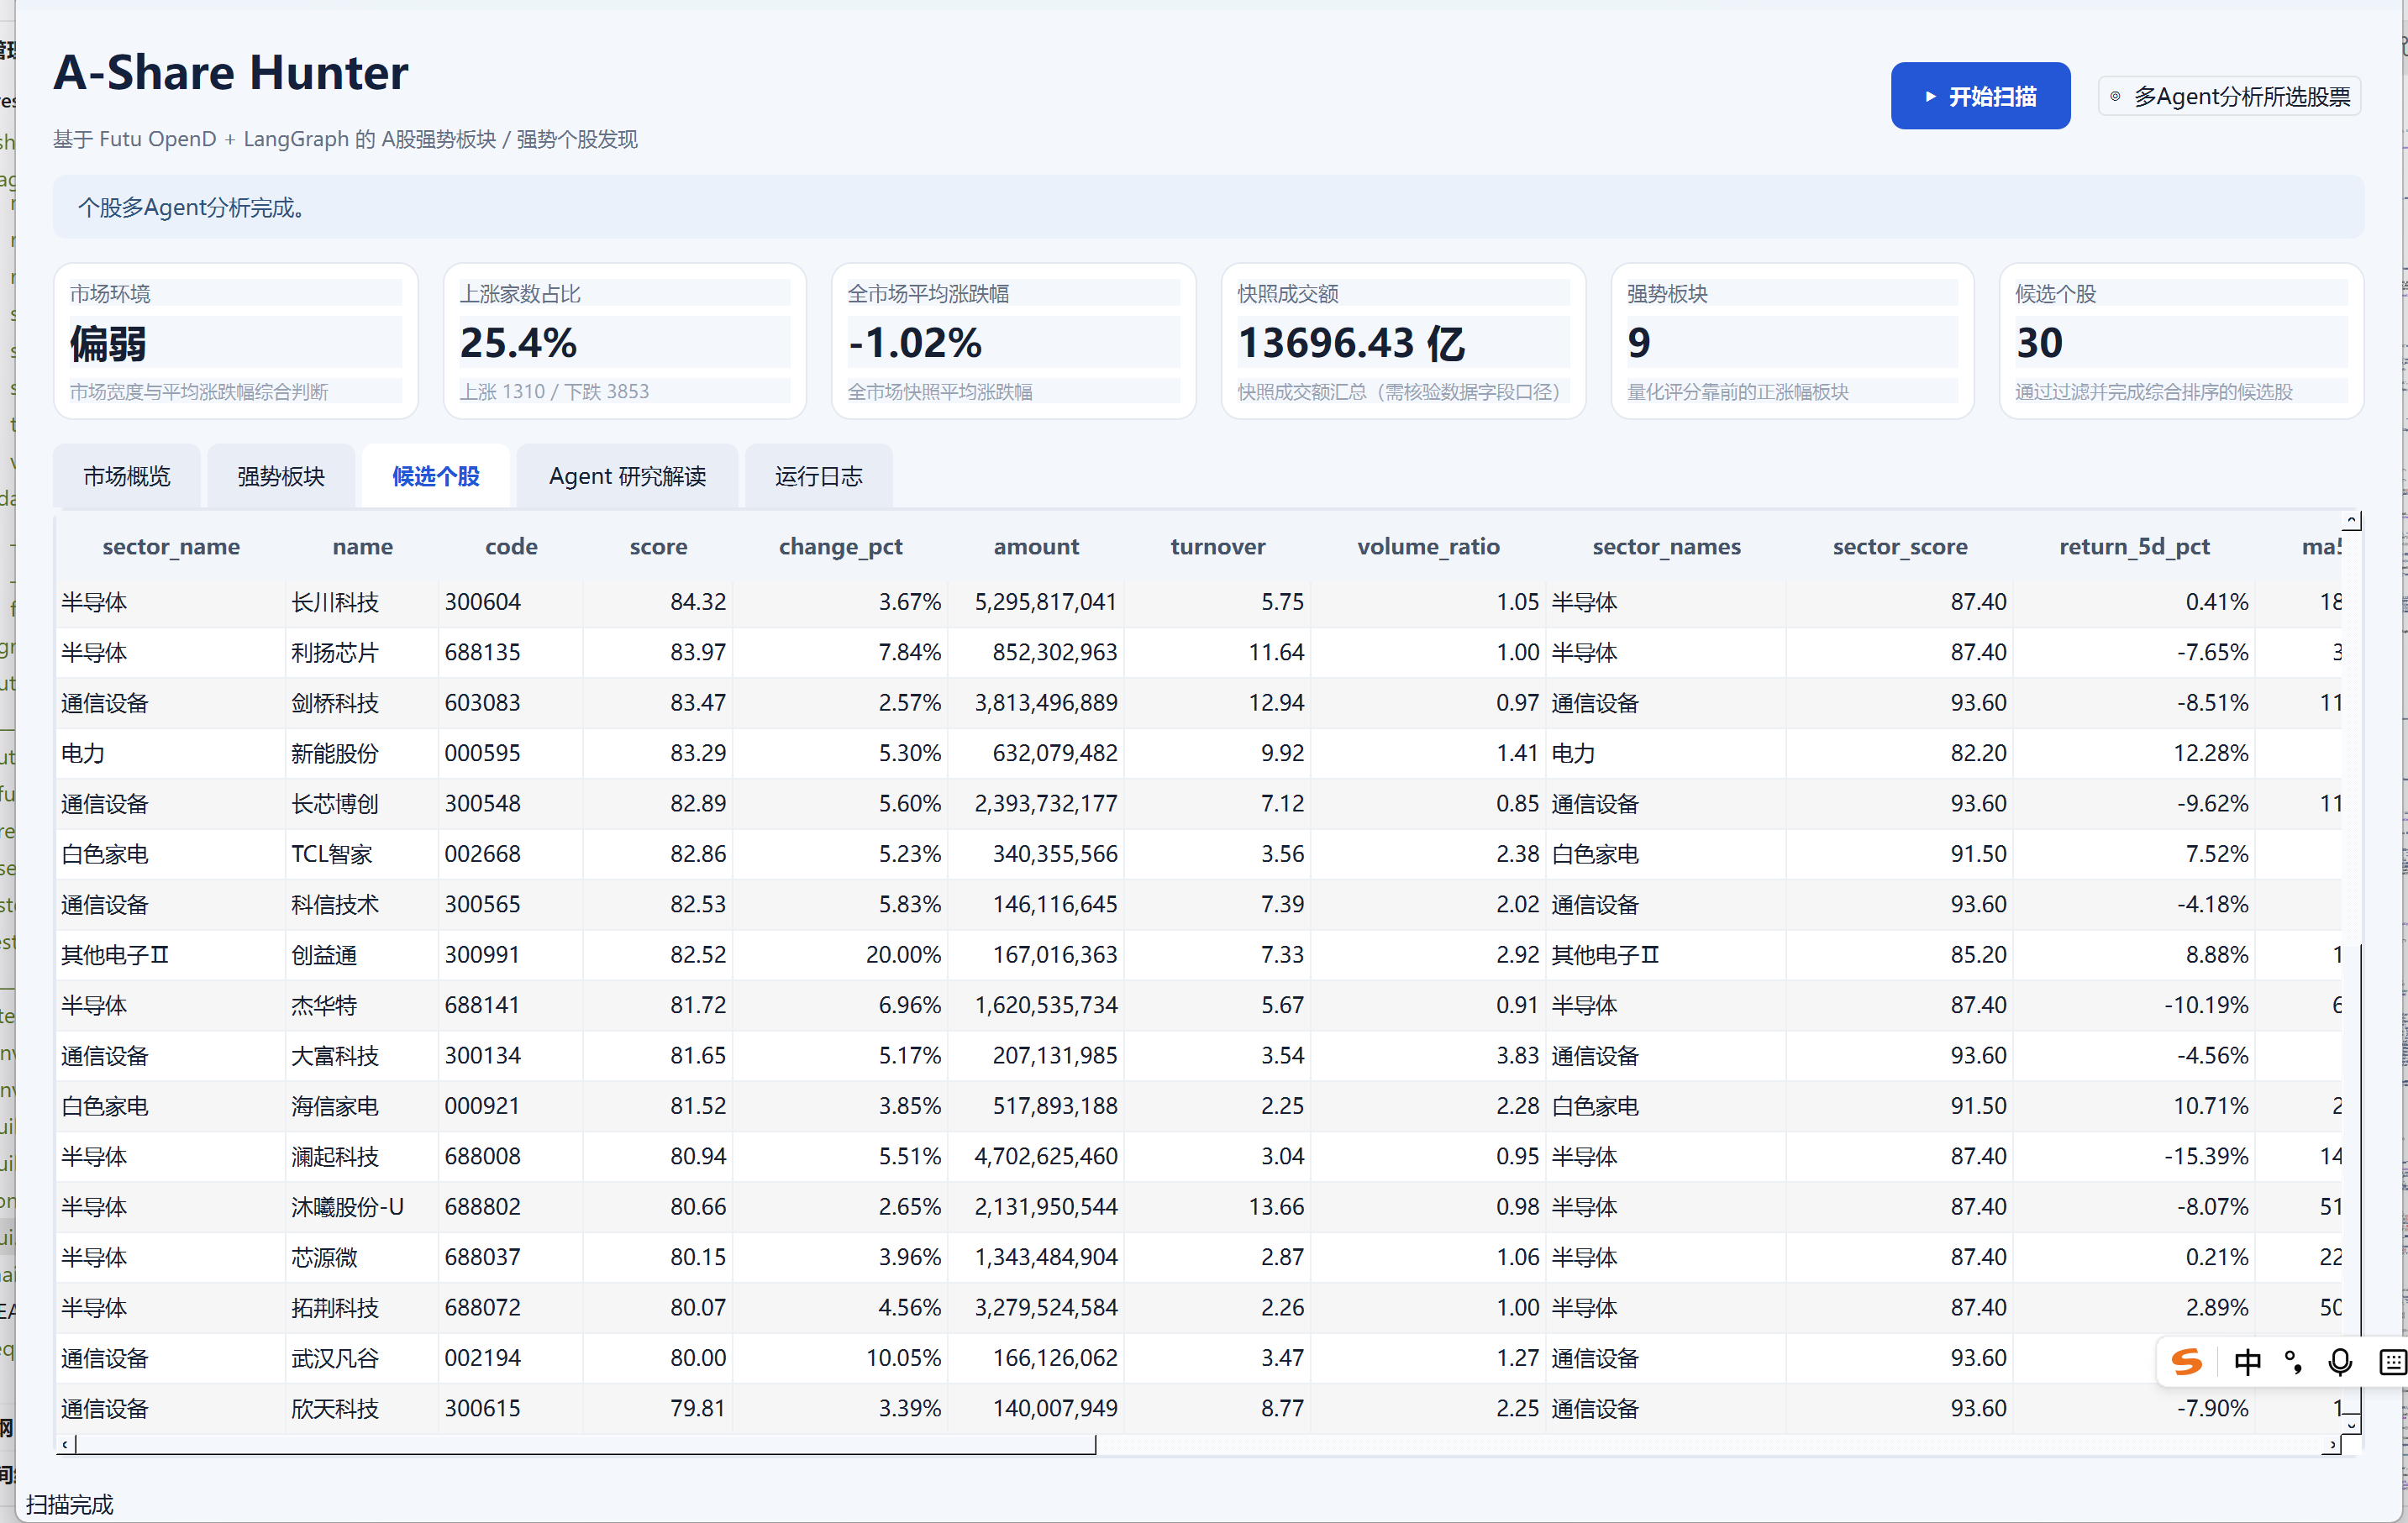 A-Share Hunter
基于 Futu OpenD + LangGraph 的 A股强势板块 / 强势个股发现
▶ 开始扫描
◎ 多Agent分析所选股票
个股多Agent分析完成。
市场环境
偏弱
市场宽度与平均涨跌幅综合判断
上涨家数占比
25.4%
上涨 1310 / 下跌 3853
全市场平均涨跌幅
-1.02%
全市场快照平均涨跌幅
快照成交额
13696.43 亿
快照成交额汇总（需核验数据字段口径）
强势板块
9
量化评分靠前的正涨幅板块
候选个股
30
通过过滤并完成综合排序的候选股
市场概览 强势板块 候选个股 Agent 研究解读 运行日志
sector_name name code score change_pct amount turnover volume_ratio sector_names sector_score return_5d_pct ma5
半导体 长川科技 300604 84.32 3.67% 5,295,817,041 5.75 1.05 半导体 87.40 0.41% 18
半导体 利扬芯片 688135 83.97 7.84% 852,302,963 11.64 1.00 半导体 87.40 -7.65% 3
通信设备 剑桥科技 603083 83.47 2.57% 3,813,496,889 12.94 0.97 通信设备 93.60 -8.51% 11
电力 新能股份 000595 83.29 5.30% 632,079,482 9.92 1.41 电力 82.20 12.28%
通信设备 长芯博创 300548 82.89 5.60% 2,393,732,177 7.12 0.85 通信设备 93.60 -9.62% 11
白色家电 TCL智家 002668 82.86 5.23% 340,355,566 3.56 2.38 白色家电 91.50 7.52%
通信设备 科信技术 300565 82.53 5.83% 146,116,645 7.39 2.02 通信设备 93.60 -4.18%
其他电子Ⅱ 创益通 300991 82.52 20.00% 167,016,363 7.33 2.92 其他电子Ⅱ 85.20 8.88% 1
半导体 杰华特 688141 81.72 6.96% 1,620,535,734 5.67 0.91 半导体 87.40 -10.19% 6
通信设备 大富科技 300134 81.65 5.17% 207,131,985 3.54 3.83 通信设备 93.60 -4.56%
白色家电 海信家电 000921 81.52 3.85% 517,893,188 2.25 2.28 白色家电 91.50 10.71% 2
半导体 澜起科技 688008 80.94 5.51% 4,702,625,460 3.04 0.95 半导体 87.40 -15.39% 14
半导体 沐曦股份-U 688802 80.66 2.65% 2,131,950,544 13.66 0.98 半导体 87.40 -8.07% 51
半导体 芯源微 688037 80.15 3.96% 1,343,484,904 2.87 1.06 半导体 87.40 0.21% 22
半导体 拓荆科技 688072 80.07 4.56% 3,279,524,584 2.26 1.00 半导体 87.40 2.89% 50
通信设备 武汉凡谷 002194 80.00 10.05% 166,126,062 3.47 1.27 通信设备 93.60
通信设备 欣天科技 300615 79.81 3.39% 140,007,949 8.77 2.25 通信设备 93.60 -7.90% 1
中
扫描完成